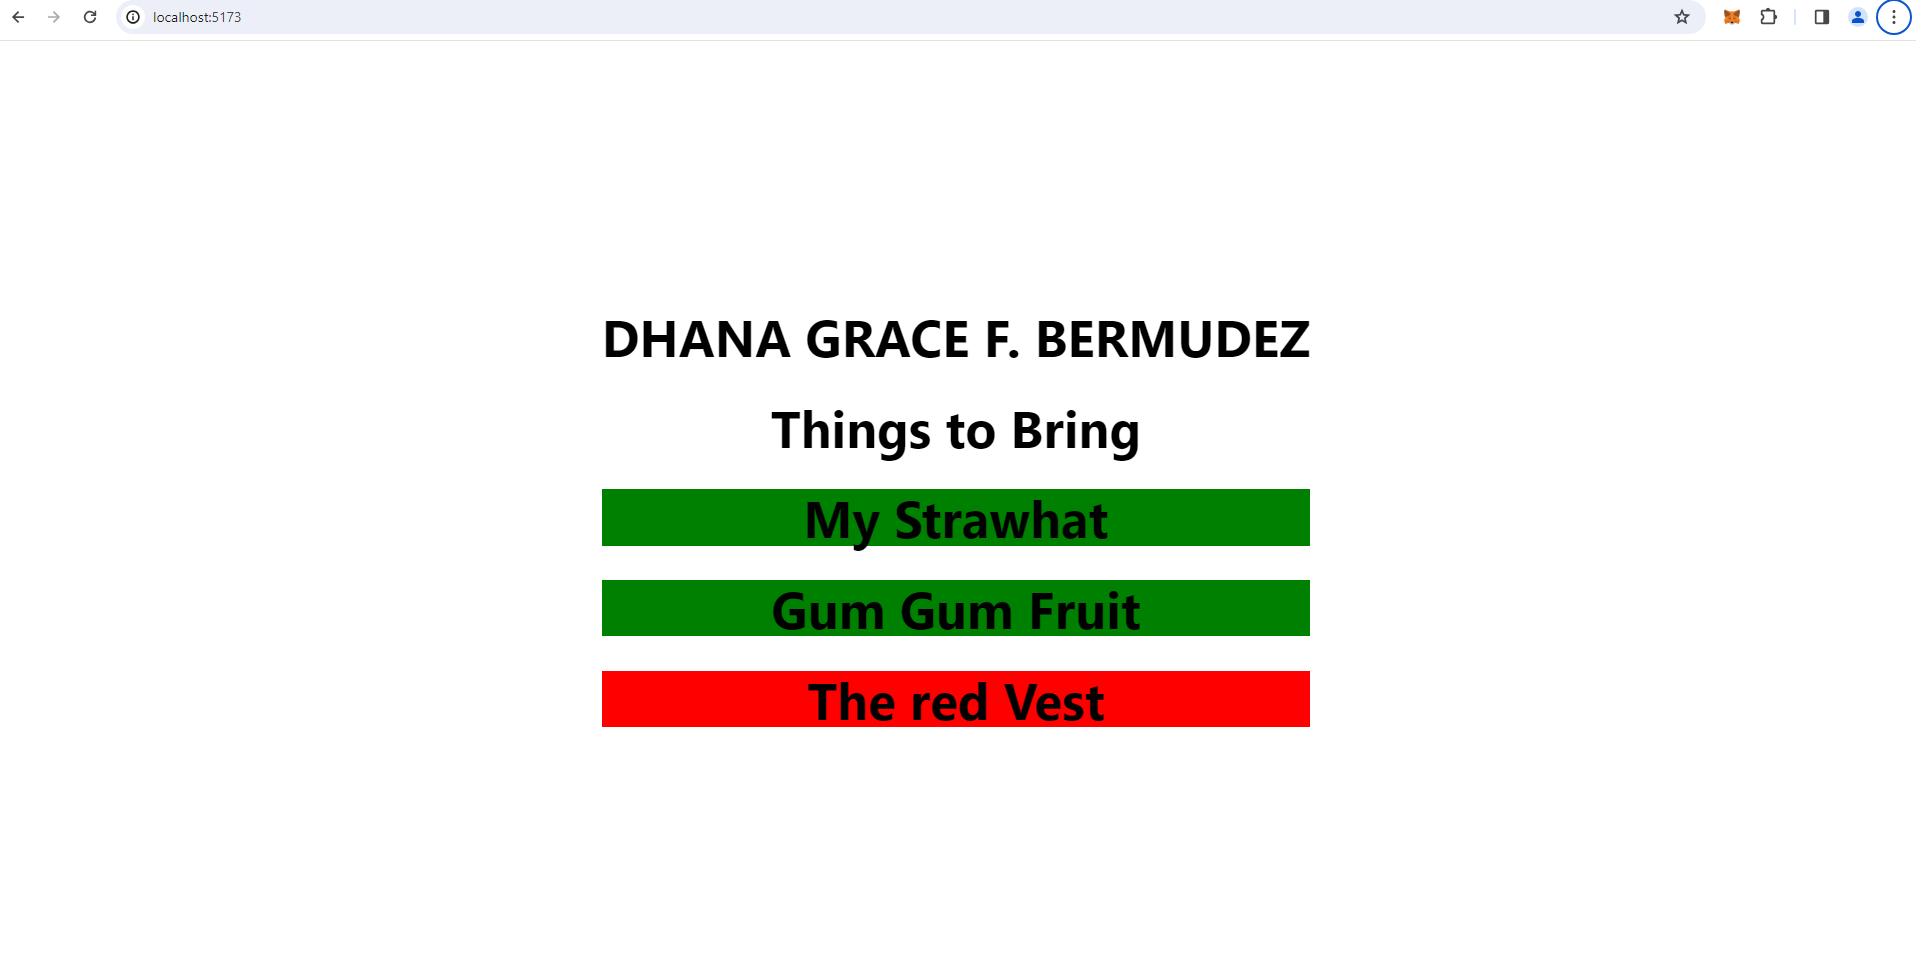 localhost:5173
DHANA GRACE F. BERMUDEZ
Things to Bring
My Strawhat
Gum Gum Fruit
The red Vest